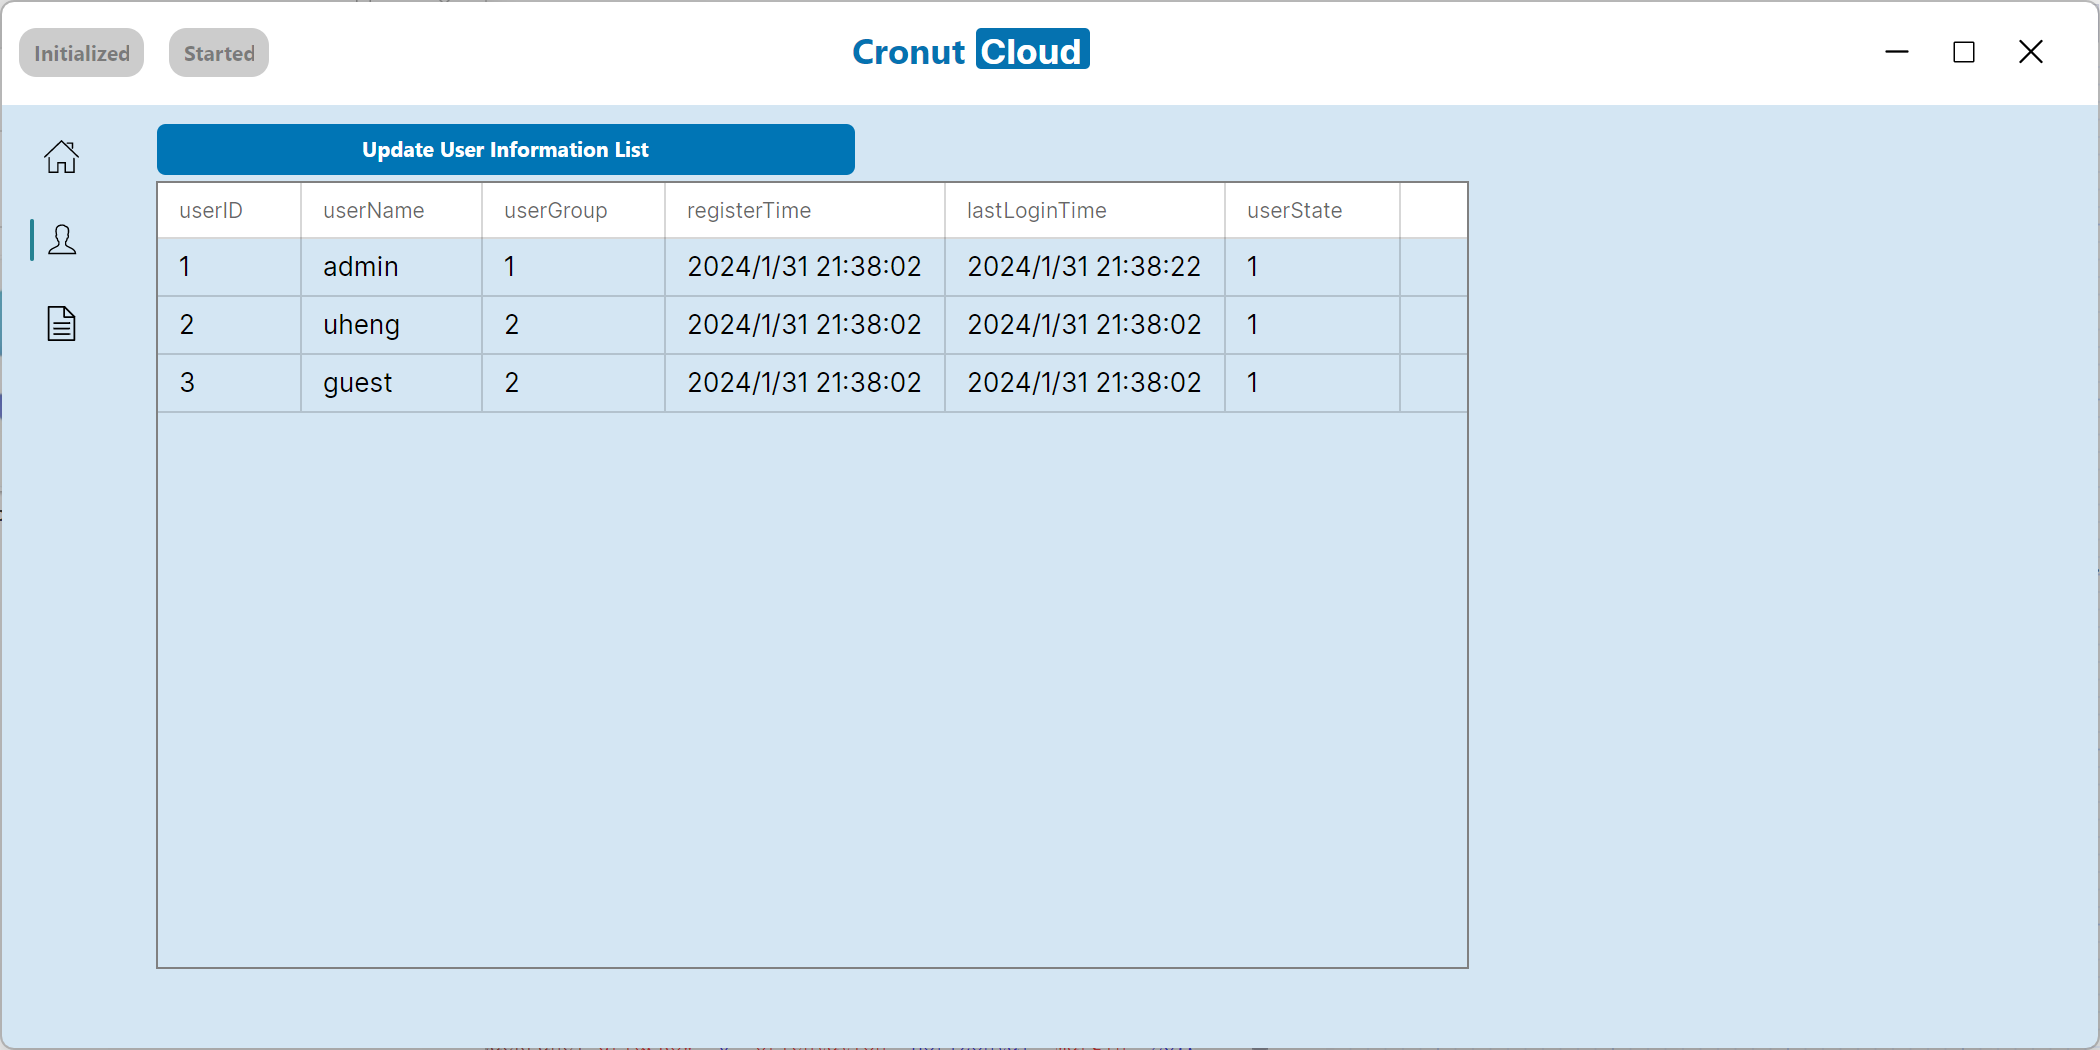 Initialized Started Cronut Cloud
Update User Information List
userID userName userGroup registerTime lastLoginTime userState
1 admin 1 2024/1/31 21:38:02 2024/1/31 21:38:22 1
2 uheng 2 2024/1/31 21:38:02 2024/1/31 21:38:02 1
3 guest 2 2024/1/31 21:38:02 2024/1/31 21:38:02 1